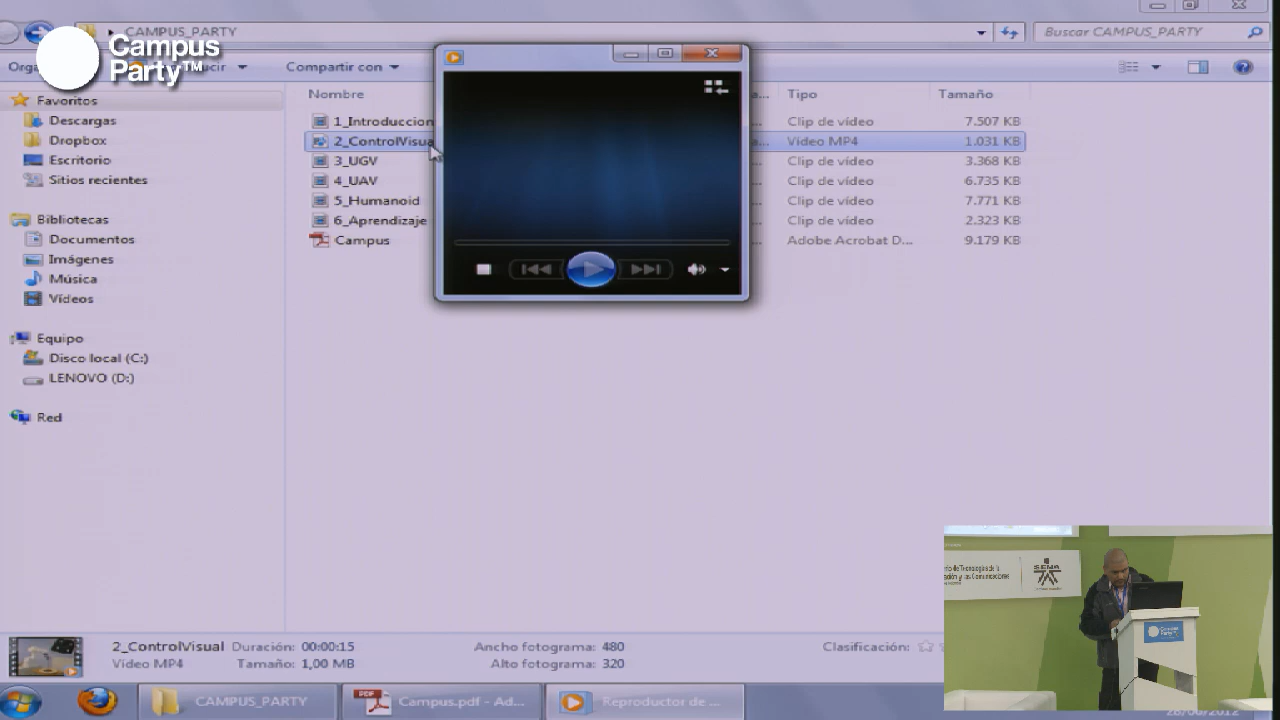 CAMPUS_PARTY
Buscar CAMPUS_PARTY
Campus
Party™
Compartir con
Nombre
Tipo
Tamaño
Favoritos
Descargas
Dropbox
Escritorio
Sitios recientes
Bibliotecas
Documentos
Imágenes
Música
Vídeos
Equipo
Disco local (C:)
LENOVO (D:)
Red
1_Introduccion
Clip de vídeo
7.507 KB
2_ControlVisua
Vídeo MP4
1.031 KB
3_UGV
Clip de vídeo
3.368 KB
4_UAV
Clip de vídeo
6.735 KB
5_Humanoid
Clip de vídeo
7.771 KB
6_Aprendizaje
Clip de vídeo
2.323 KB
Campus
Adobe Acrobat D...
9.179 KB
2_ControlVisual Duración: 00:00:15
Ancho fotograma: 480
Clasificación:
Vídeo MP4 Tamaño: 1,00 MB
Alto fotograma: 320
CAMPUS_PARTY
Campus.pdf - Ad...
Reproductor de ...
SENA
Campus
Party